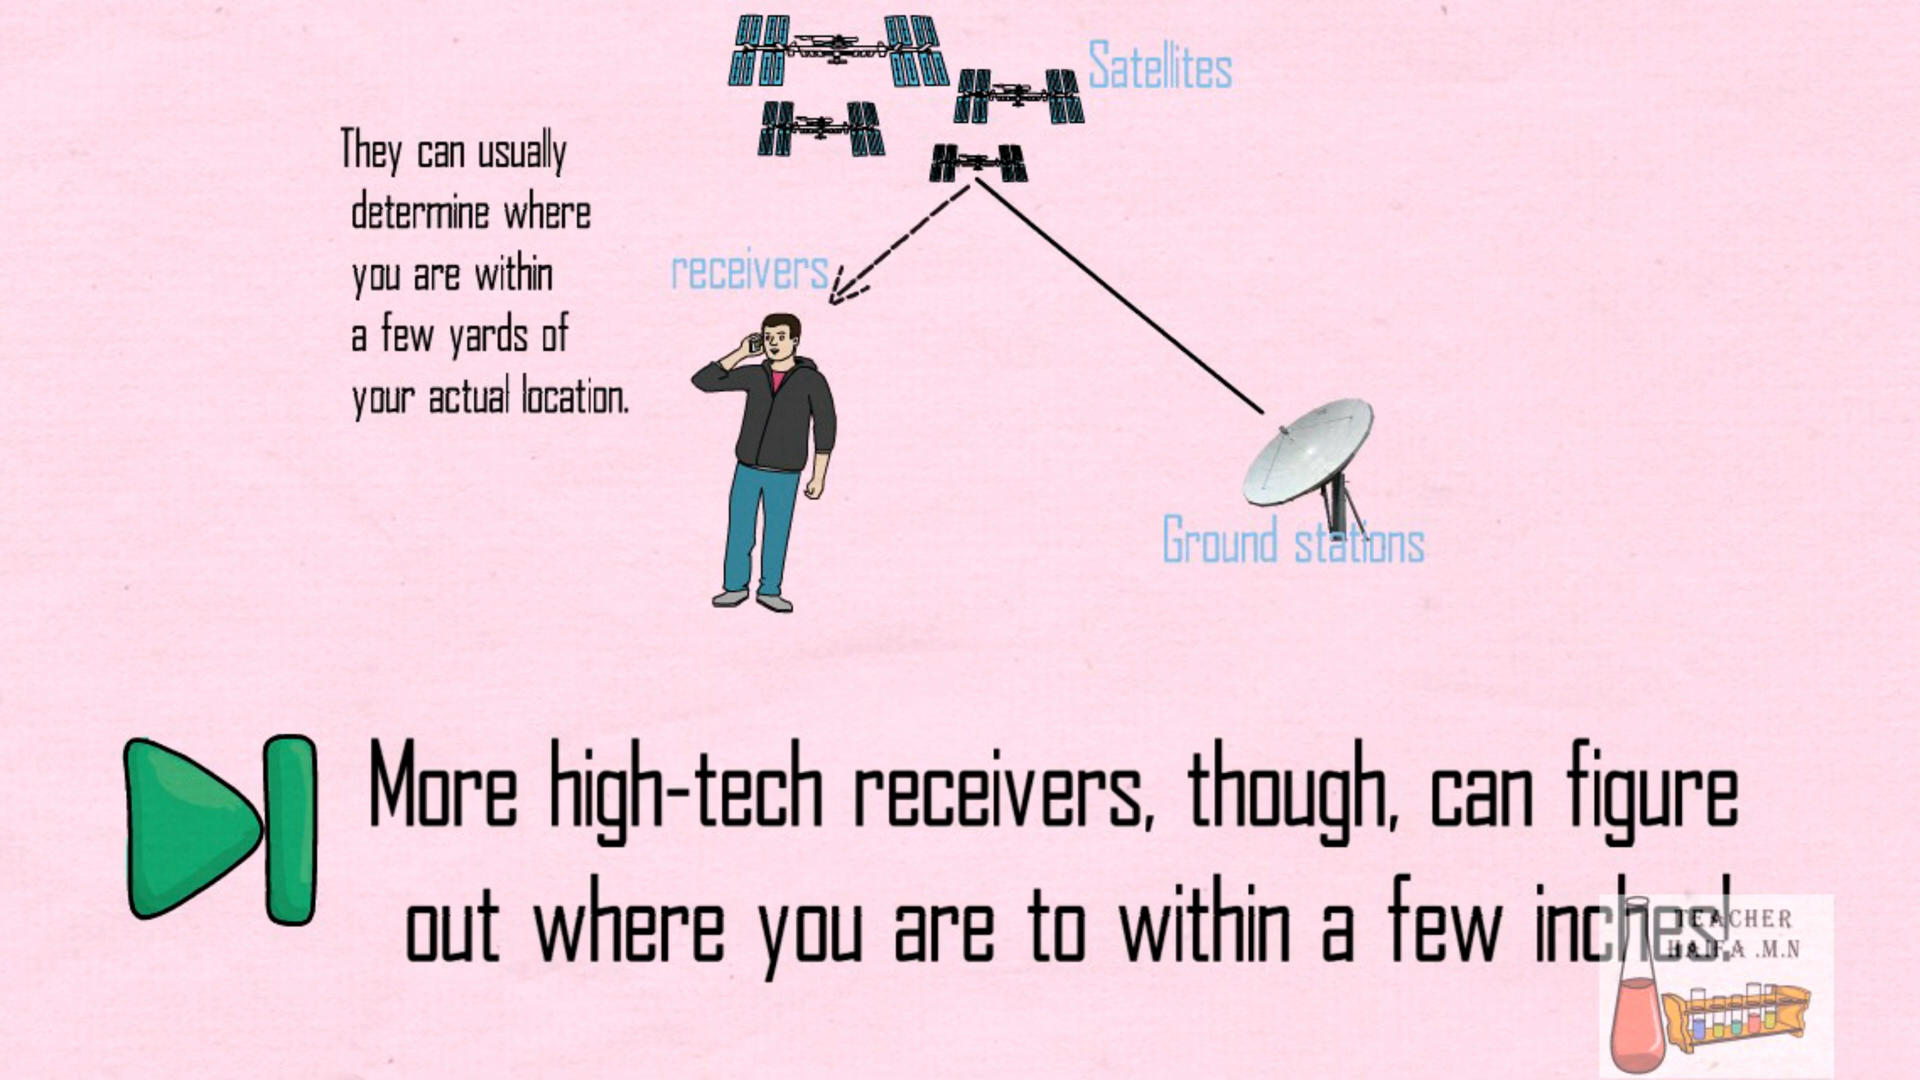 Satellites
They can usually
determine where
you are within
a few yards of
your actual location.
receivers
Ground stations
More high-tech receivers, though, can figure
out where you are to within a few inches!
TEACHER
HAIFA .M.N